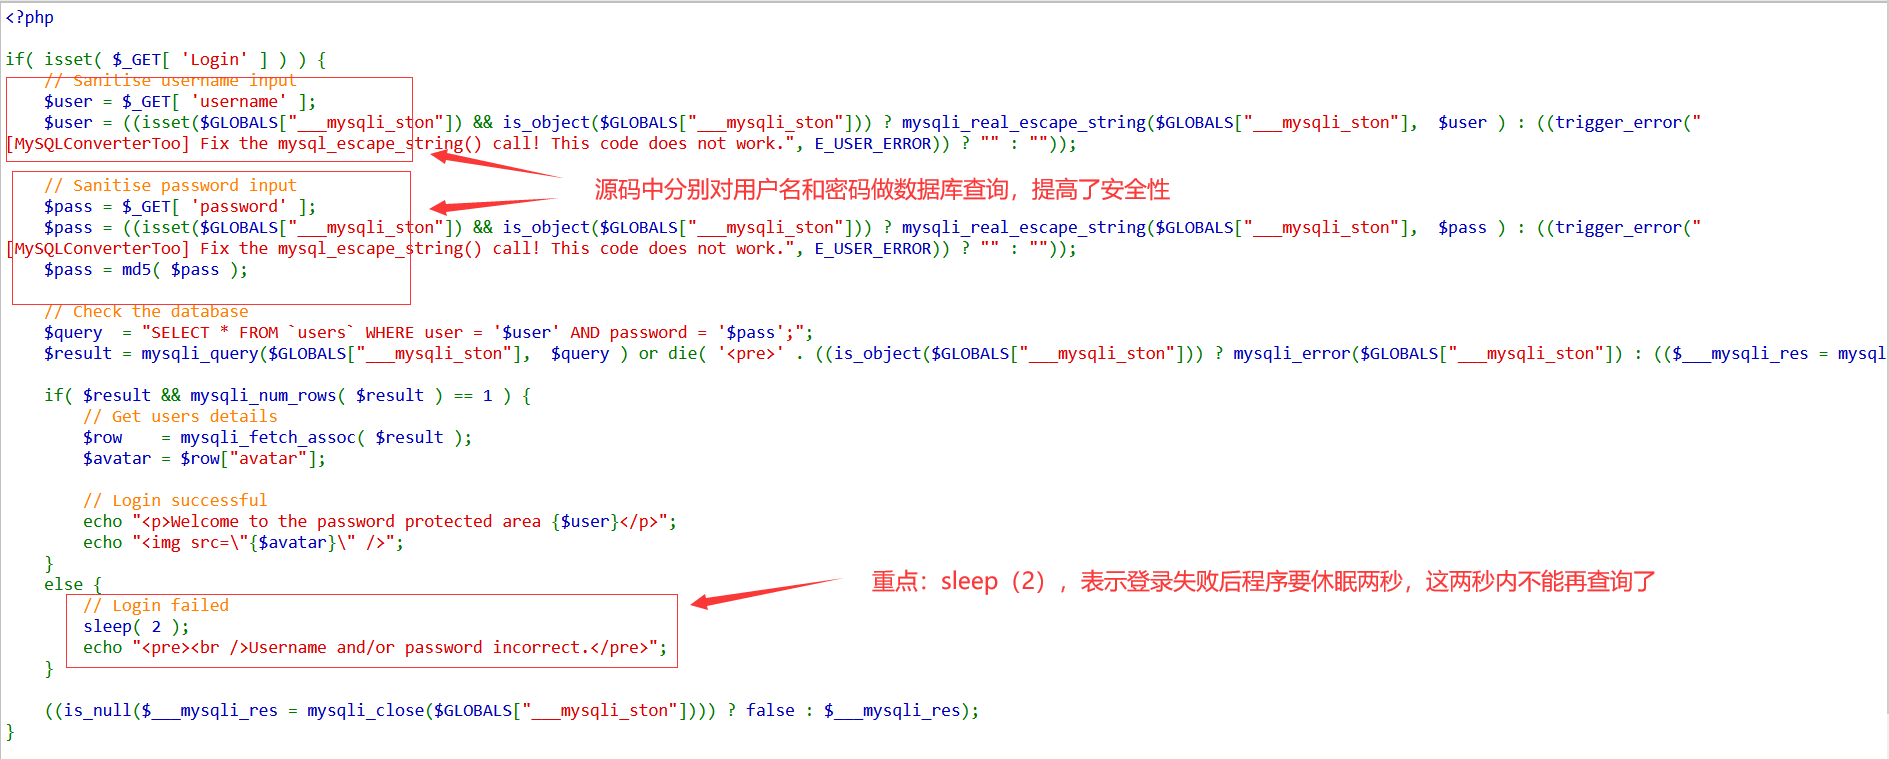 <?php
if( isset( $_GET[ 'Login' ] ) ) {
// Sanitise username input
$user = $_GET[ 'username' ];
$user = ((isset($GLOBALS["___mysqli_ston"]) && is_object($GLOBALS["___mysqli_ston"])) ? mysqli_real_escape_string($GLOBALS["___mysqli_ston"],  $user ) : ((trigger_error("
[MySQLConverterToo] Fix the mysql_escape_string() call! This code does not work.", E_USER_ERROR)) ? "" : ""));
// Sanitise password input
源码中分别对用户名和密码做数据库查询，提高了安全性
$pass = $_GET[ 'password' ];
$pass = ((isset($GLOBALS["___mysqli_ston"]) && is_object($GLOBALS["___mysqli_ston"])) ? mysqli_real_escape_string($GLOBALS["___mysqli_ston"],  $pass ) : ((trigger_error("
[MySQLConverterToo] Fix the mysql_escape_string() call! This code does not work.", E_USER_ERROR)) ? "" : ""));
$pass = md5( $pass );
// Check the database
$query  = "SELECT * FROM `users` WHERE user = '$user' AND password = '$pass';";
$result = mysqli_query($GLOBALS["___mysqli_ston"],  $query ) or die( '<pre>' . ((is_object($GLOBALS["___mysqli_ston"])) ? mysqli_error($GLOBALS["___mysqli_ston"]) : (($___mysqli_res = mysql
if( $result && mysqli_num_rows( $result ) == 1 ) {
// Get users details
$row    = mysqli_fetch_assoc( $result );
$avatar = $row["avatar"];
// Login successful
echo "<p>Welcome to the password protected area {$user}</p>";
echo "<img src=\"{$avatar}\" />";
}
else {
重点：sleep（2），表示登录失败后程序要休眠两秒，这两秒内不能再查询了
// Login failed
sleep( 2 );
echo "<pre><br />Username and/or password incorrect.</pre>";
}
((is_null($___mysqli_res = mysqli_close($GLOBALS["___mysqli_ston"]))) ? false : $___mysqli_res);
}